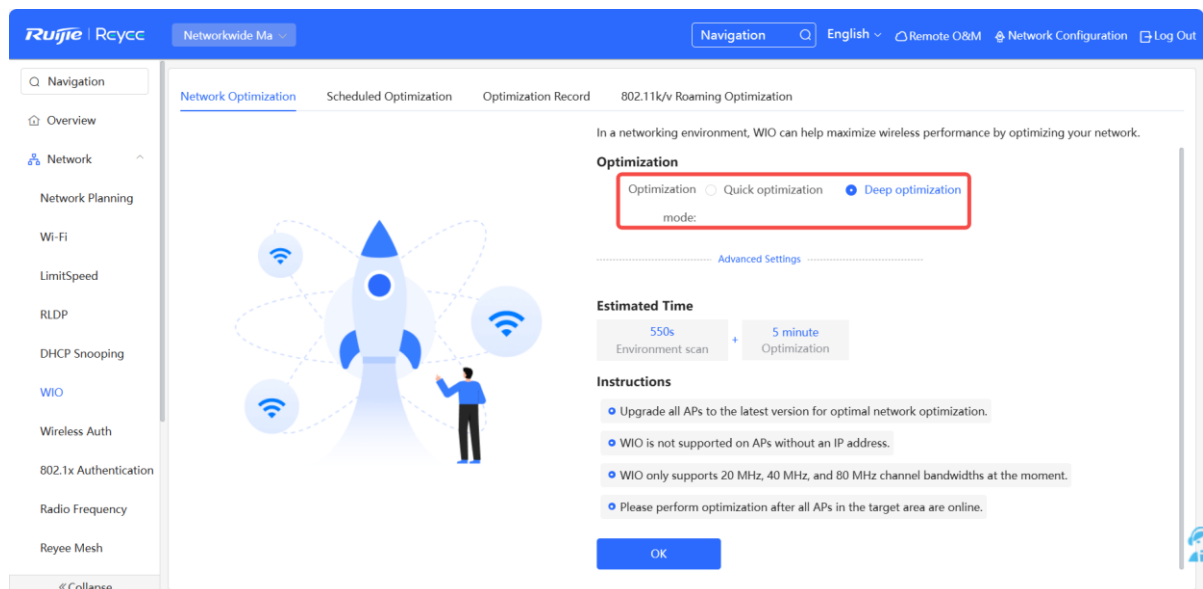 Ruijie | Reyee
Networkwide Ma
Navigation
English
Remote O&M
Network Configuration
Log Out
Navigation
Overview
Network
Network Planning
Wi-Fi
LimitSpeed
RLDP
DHCP Snooping
WIO
Wireless Auth
802.1x Authentication
Radio Frequency
Reyee Mesh
«Collapse
Network Optimization
Scheduled Optimization
Optimization Record
802.11k/v Roaming Optimization
In a networking environment, WIO can help maximize wireless performance by optimizing your network.
Optimization
Optimization Quick optimization Deep optimization
mode:
Advanced Settings
Estimated Time
550s + 5 minute
Environment scan Optimization
Instructions
Upgrade all APs to the latest version for optimal network optimization.
WIO is not supported on APs without an IP address.
WIO only supports 20 MHz, 40 MHz, and 80 MHz channel bandwidths at the moment.
Please perform optimization after all APs in the target area are online.
OK